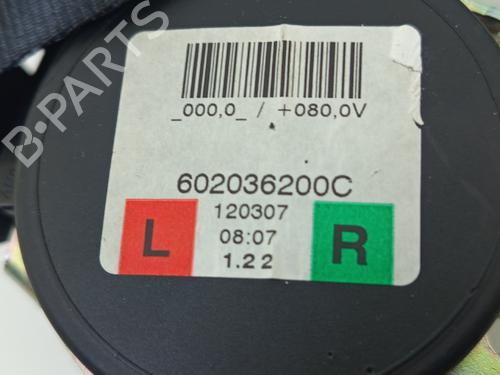 _000,0_ / +080,0V
602036200C
120307
L 08:07 R
1.22
B-PARTS